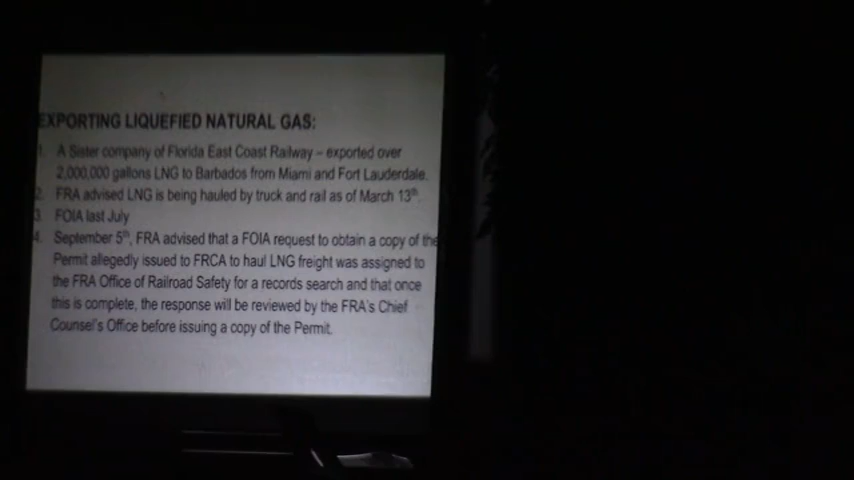 EXPORTING LIQUEFIED NATURAL GAS:
1. A Sister company of Florida East Coast Railway – exported over
2,000,000 gallons LNG to Barbados from Miami and Fort Lauderdale.
2. FRA advised LNG is being hauled by truck and rail as of March 13th.
3. FOIA last July
4. September 5th, FRA advised that a FOIA request to obtain a copy of the
Permit allegedly issued to FRCA to haul LNG freight was assigned to
the FRA Office of Railroad Safety for a records search and that once
this is complete, the response will be reviewed by the FRA's Chief
Counsel's Office before issuing a copy of the Permit.